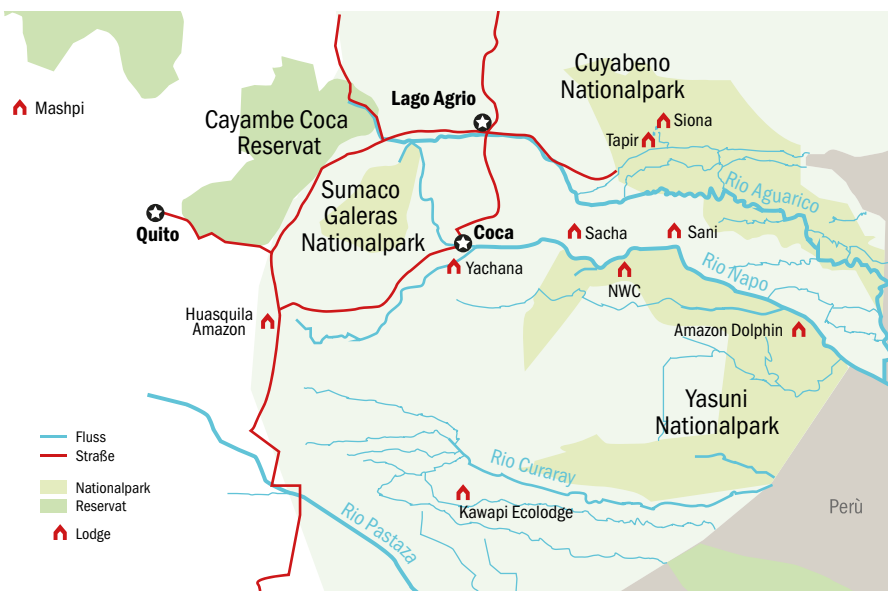 Mashpi
Cayambe Coca
Reservat
Lago Agrio
Cuyabeno
Nationalpark
Siona
Tapir
Sumaco
Galeras
Nationalpark
Rio Aguarico
Quito
Coca
Sacha
Sani
Yachana
NWC
Rio Napo
Huasquila
Amazon
Amazon Dolphin
Yasuni
Nationalpark
Fluss
Straße
Rio Curaray
Nationalpark
Reservat
Kawapi Ecolodge
Rio Pastaza
Perù
Lodge